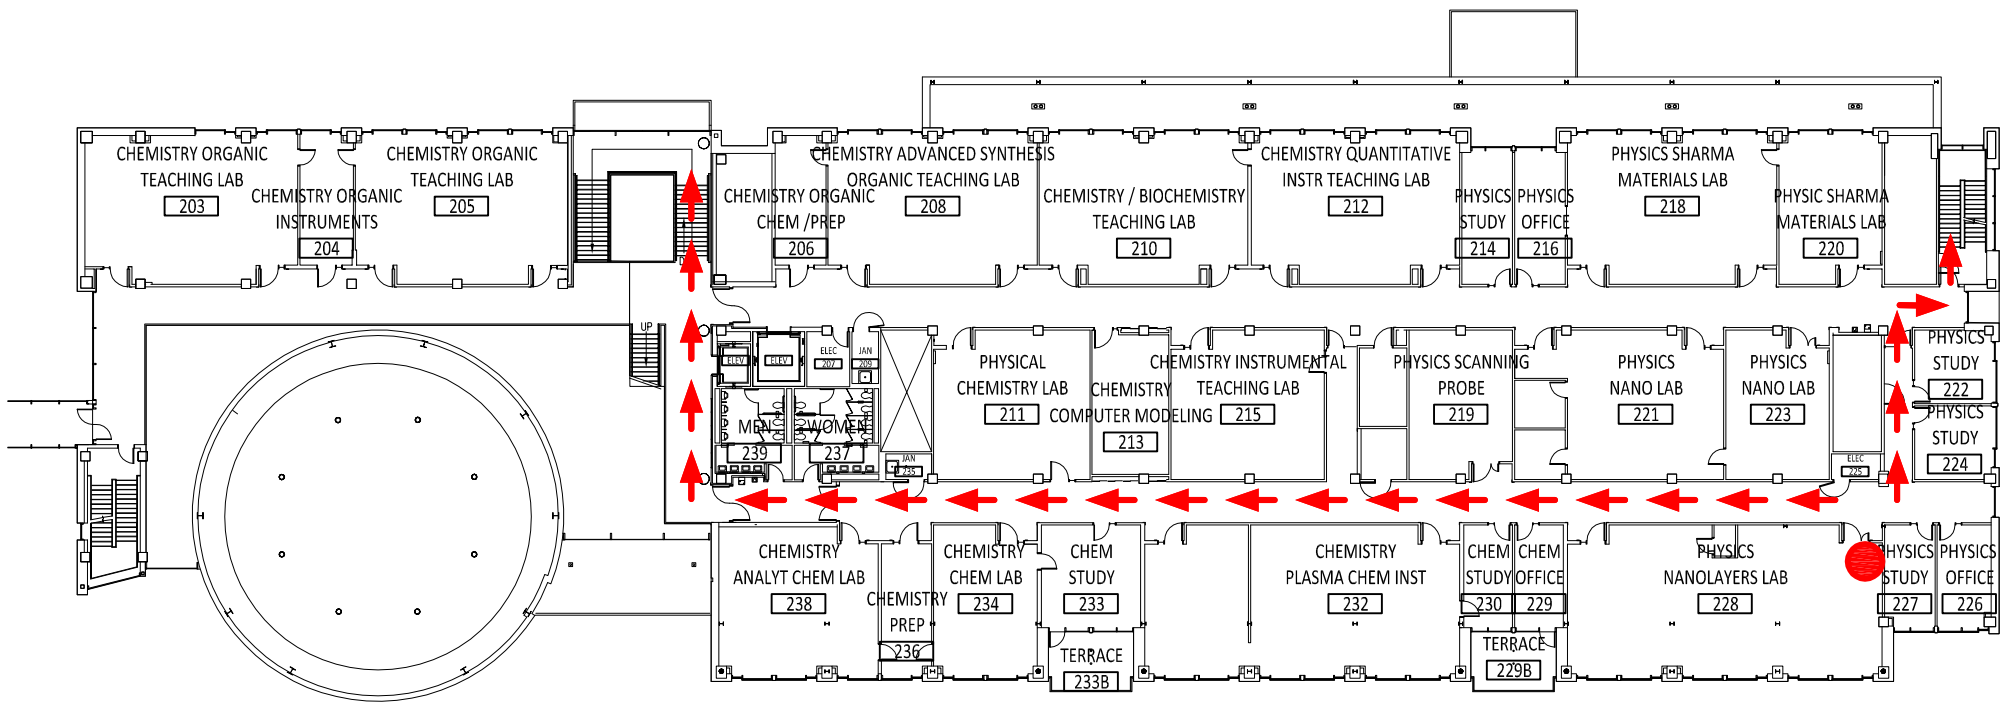 CHEMISTRY ORGANIC
TEACHING LAB
203
CHEMISTRY ORGANIC
INSTRUMENTS
204
CHEMISTRY ORGANIC
TEACHING LAB
205
CHEMISTRY ORGANIC
CHEM /PREP
206
CHEMISTRY ADVANCED SYNTHESIS
ORGANIC TEACHING LAB
208
CHEMISTRY / BIOCHEMISTRY
TEACHING LAB
210
CHEMISTRY QUANTITATIVE
INSTR TEACHING LAB
212
PHYSICS
STUDY
214
PHYSICS
OFFICE
216
PHYSICS SHARMA
MATERIALS LAB
218
PHYSIC SHARMA
MATERIALS LAB
220
UP
ELEV
ELEV
ELEC
207
JAN
209
PHYSICAL
CHEMISTRY LAB
211
CHEMISTRY
COMPUTER MODELING
213
CHEMISTRY INSTRUMENTAL
TEACHING LAB
215
PHYSICS SCANNING
PROBE
219
PHYSICS
NANO LAB
221
PHYSICS
NANO LAB
223
PHYSICS
STUDY
222
PHYSICS
STUDY
224
MEN
239
WOMEN
237
JAN
235
ELEC
225
CHEMISTRY
ANALYT CHEM LAB
238
CHEMISTRY
PREP
236
CHEMISTRY
CHEM LAB
234
CHEM
STUDY
233
TERRACE
233B
CHEMISTRY
PLASMA CHEM INST
232
CHEM
STUDY
230
CHEM
OFFICE
229
TERRACE
229B
PHYSICS
NANOLAYERS LAB
228
PHYSICS
STUDY
227
PHYSICS
OFFICE
226